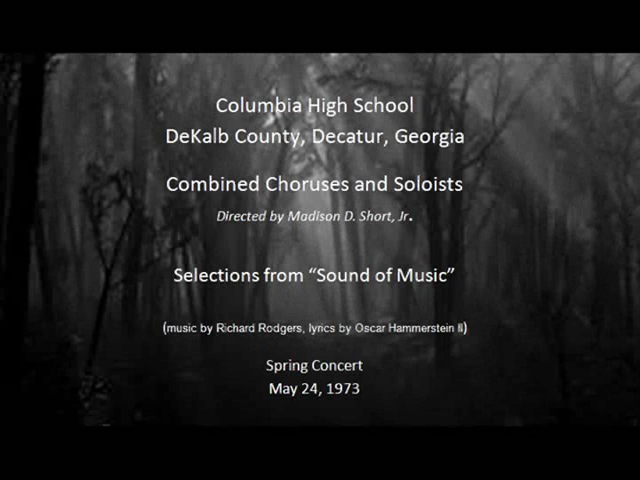 Columbia High School
DeKalb County, Decatur, Georgia
Combined Choruses and Soloists
Directed by Madison D. Short, Jr.
Selections from “Sound of Music”
(music by Richard Rodgers, lyrics by Oscar Hammerstein II)
Spring Concert
May 24, 1973